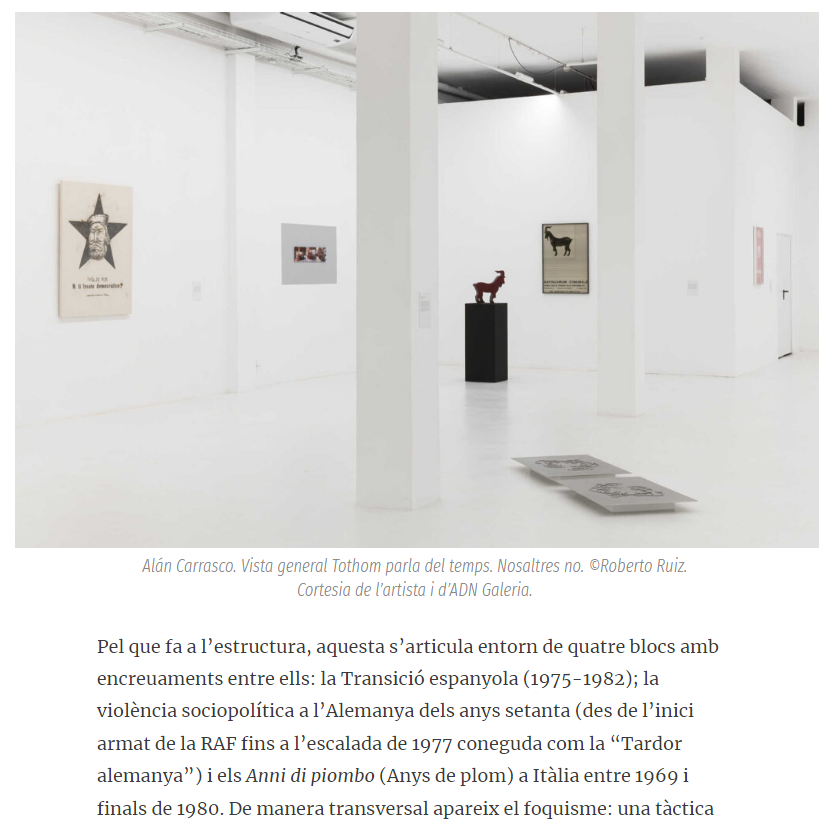 Alán Carrasco. Vista general Tothom parla del temps. Nosaltres no. ©Roberto Ruiz.
Cortesia de l’artista i d’ADN Galeria.
Pel que fa a l’estructura, aquesta s’articula entorn de quatre blocs amb
encreuaments entre ells: la Transició espanyola (1975-1982); la
violència sociopolítica a l’Alemanya dels anys setanta (des de l’inici
armat de la RAF fins a l’escalada de 1977 coneguda com la “Tardor
alemanya”) i els Anni di piombo (Anys de plom) a Itàlia entre 1969 i
finals de 1980. De manera transversal apareix el foquisme: una tàctica